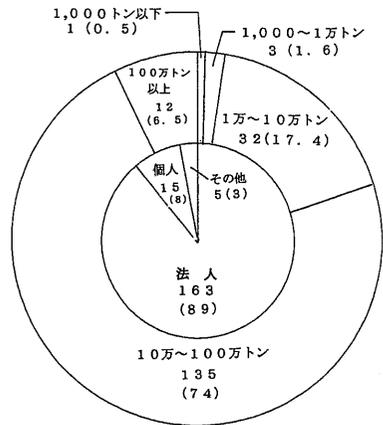 1,000トン以下
1(0.5)
1,000〜1万トン
3(1.6)
100万トン
以上
12
(6.5)
1万〜10万トン
32(17.4)
個人
15
(8)
その他
5(3)
法人
163
(89)
10万〜100万トン
135
(74)